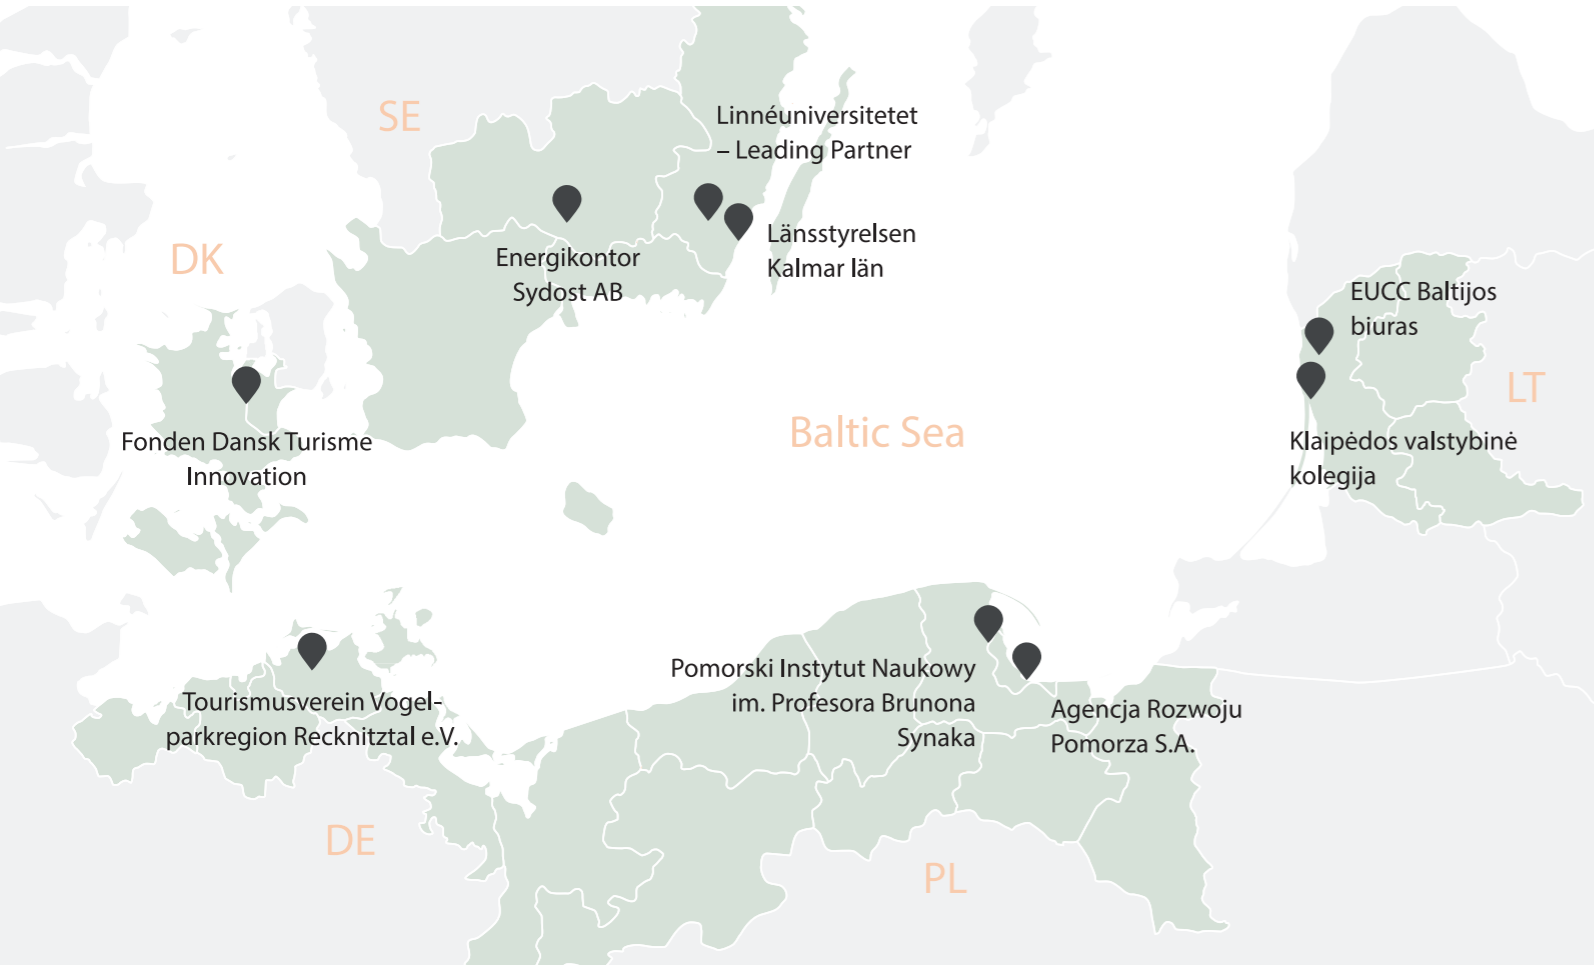 SE
Linnéuniversitetet
– Leading Partner
Länsstyrelsen
Kalmar län
Energikontor
Sydost AB
DK
EUCC Baltijos
biuras
LT
Baltic Sea
Klaipėdos valstybinė
kolegija
Fonden Dansk Turisme
Innovation
Tourismusverein Vogel-
parkregion Recknitztal e.V.
Pomorski Instytut Naukowy
im. Profesora Brunona
Synaka
Agencja Rozwoju
Pomorza S.A.
DE
PL